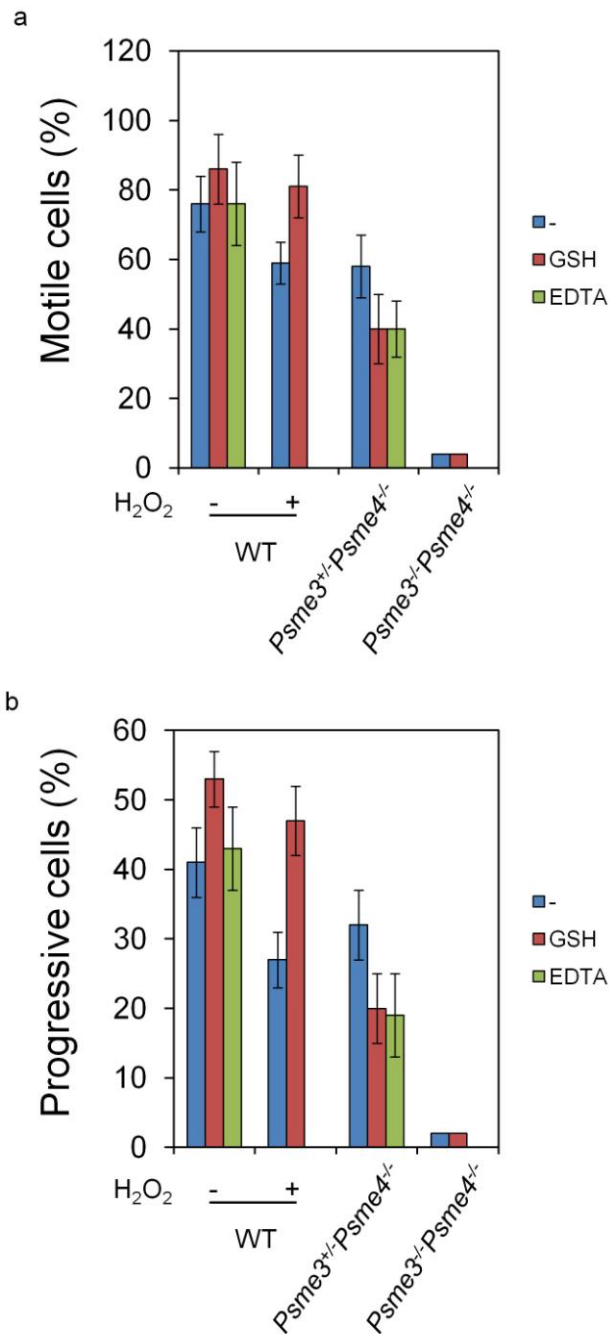 a
Motile cells (%)
120
100
80
60
40
20
0
-
GSH
EDTA
H₂O₂
- +
WT
Psme3⁺/⁻Psme4⁻/⁻
Psme3⁻/⁻Psme4⁻/⁻
b
Progressive cells (%)
60
50
40
30
20
10
0
-
GSH
EDTA
H₂O₂
- +
WT
Psme3⁺/⁻Psme4⁻/⁻
Psme3⁻/⁻Psme4⁻/⁻